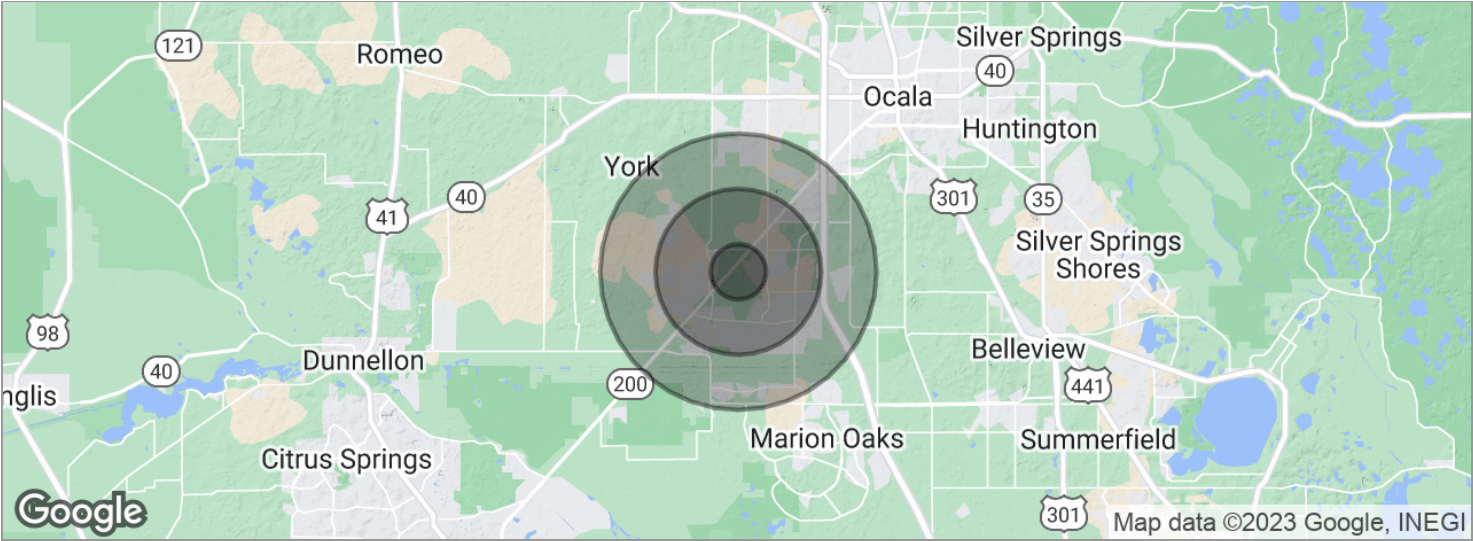 Silver Springs
121
Romeo
40
Ocala
Huntington
York
40
301
35
41
Silver Springs
Shores
98
Belleview
Dunnellon
40
200
441
nglis
Marion Oaks
Summerfield
Citrus Springs
Google
301
Map data ©2023 Google, INEGI